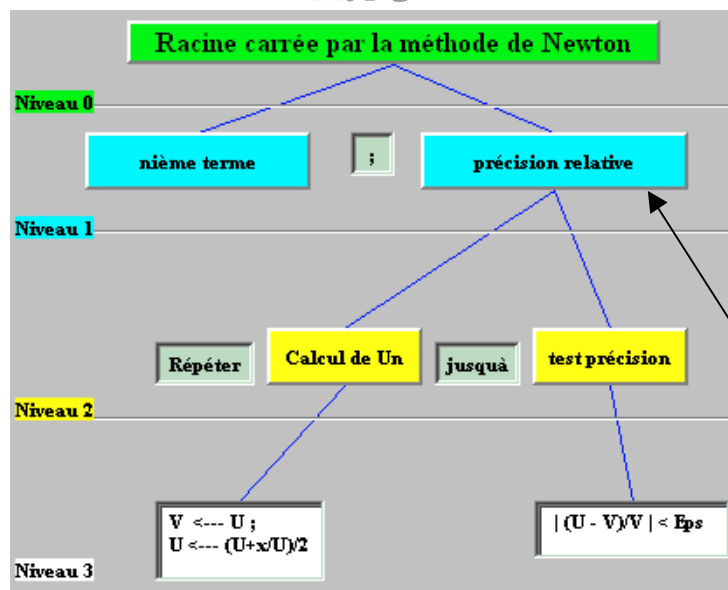 Racine carrée par la méthode de Newton
Niveau 0
nième terme
;
précision relative
Niveau 1
Répéter
Calcul de Un
jusquà
test précision
Niveau 2
V <--- U ;
U <--- (U+x/U)/2
| (U - V)/V | < Eps
Niveau 3